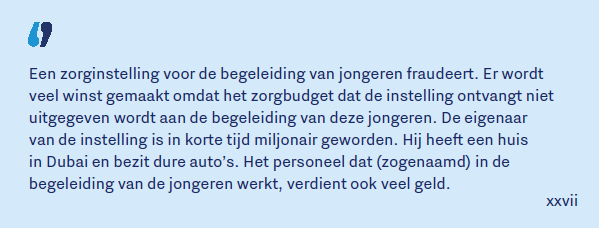 Een zorginstelling voor de begeleiding van jongeren fraudeert. Er wordt
veel winst gemaakt omdat het zorgbudget dat de instelling ontvangt niet
uitgegeven wordt aan de begeleiding van deze jongeren. De eigenaar
van de instelling is in korte tijd miljonair geworden. Hij heeft een huis
in Dubai en bezit dure auto's. Het personeel dat (zogenaamd) in de
begeleiding van de jongeren werkt, verdient ook veel geld.
xxvii